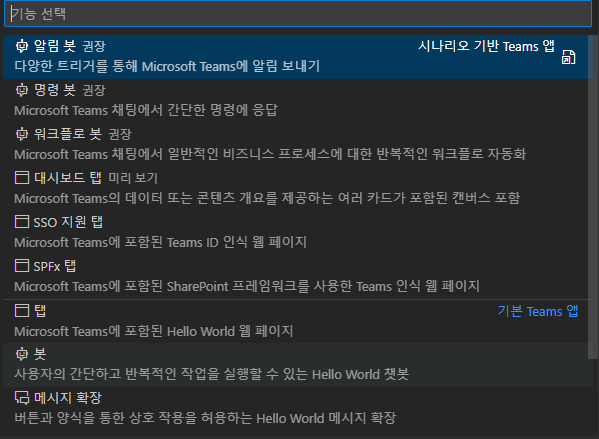 기능 선택
알림 봇 권장 시나리오 기반 Teams 앱
다양한 트리거를 통해 Microsoft Teams에 알림 보내기
명령 봇 권장
Microsoft Teams 채팅에서 간단한 명령에 응답
워크플로 봇 권장
Microsoft Teams 채팅에서 일반적인 비즈니스 프로세스에 대한 반복적인 워크플로 자동화
대시보드 탭 미리 보기
Microsoft Teams의 데이터 또는 콘텐츠 개요를 제공하는 여러 카드가 포함된 캔버스 포함
SSO 지원 탭
Microsoft Teams에 포함된 Teams ID 인식 웹 페이지
SPFx 탭
Microsoft Teams에 포함된 SharePoint 프레임워크를 사용한 Teams 인식 웹 페이지
탭 기본 Teams 앱
Microsoft Teams에 포함된 Hello World 웹 페이지
봇
사용자의 간단하고 반복적인 작업을 실행할 수 있는 Hello World 챗봇
메시지 확장
버튼과 양식을 통한 상호 작용을 허용하는 Hello World 메시지 확장